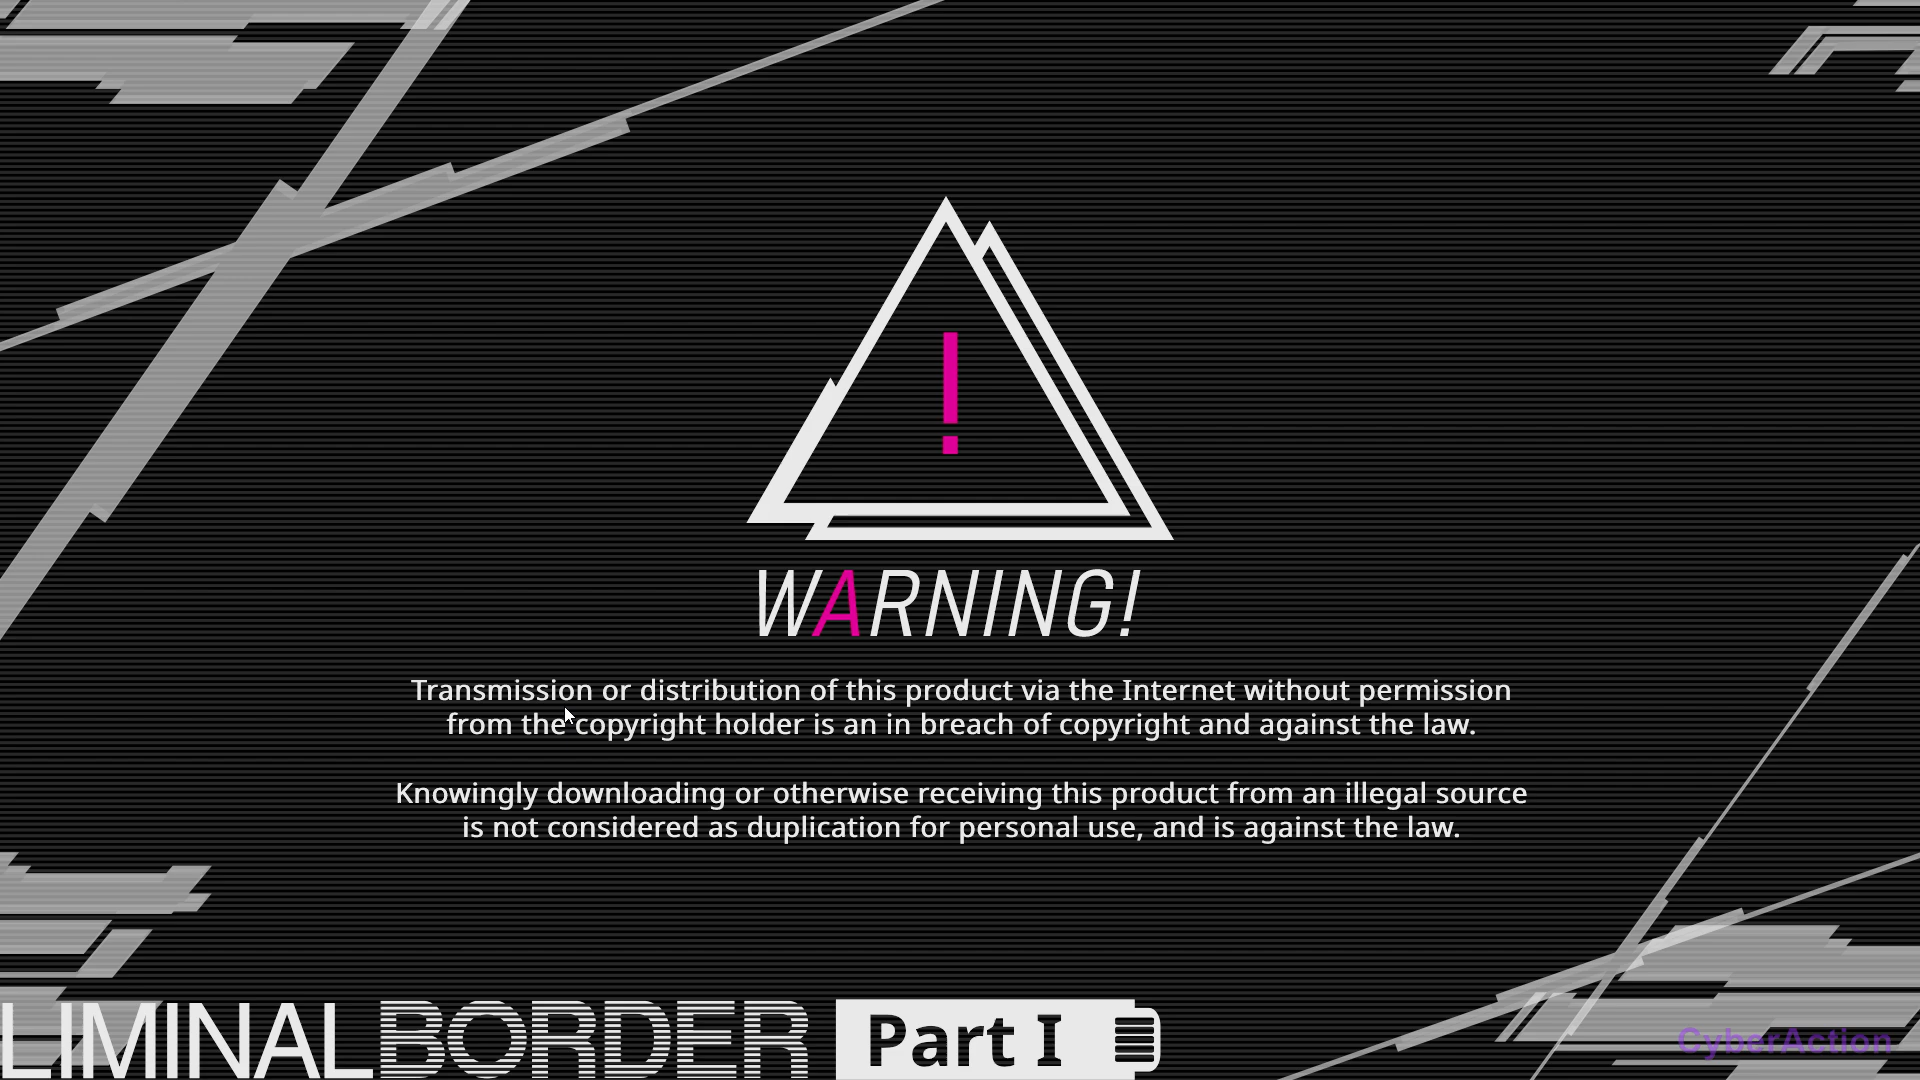 !
WARNING!
Transmission or distribution of this product via the Internet without permission
from the copyright holder is an in breach of copyright and against the law.
Knowingly downloading or otherwise receiving this product from an illegal source
is not considered as duplication for personal use, and is against the law.
LIMINALBORDER Part I
CyberAction